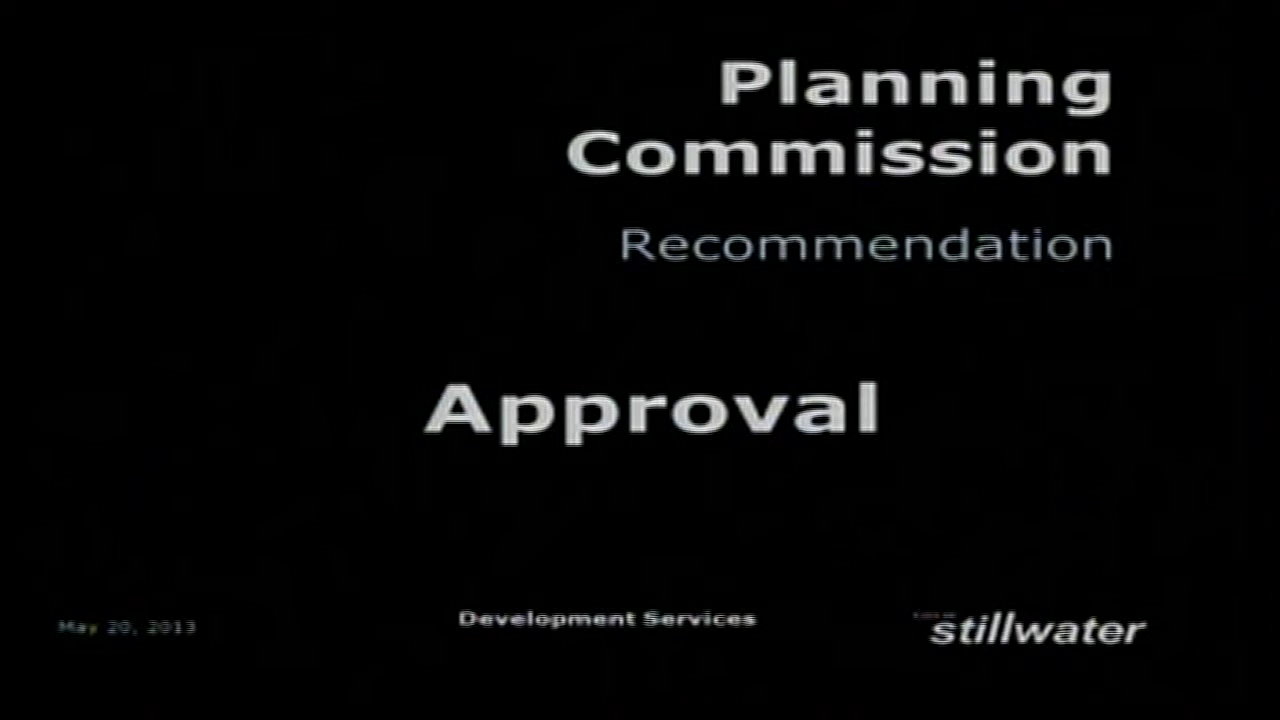 Planning
Commission
Recommendation
Approval
May 20, 2013
Development Services
stillwater